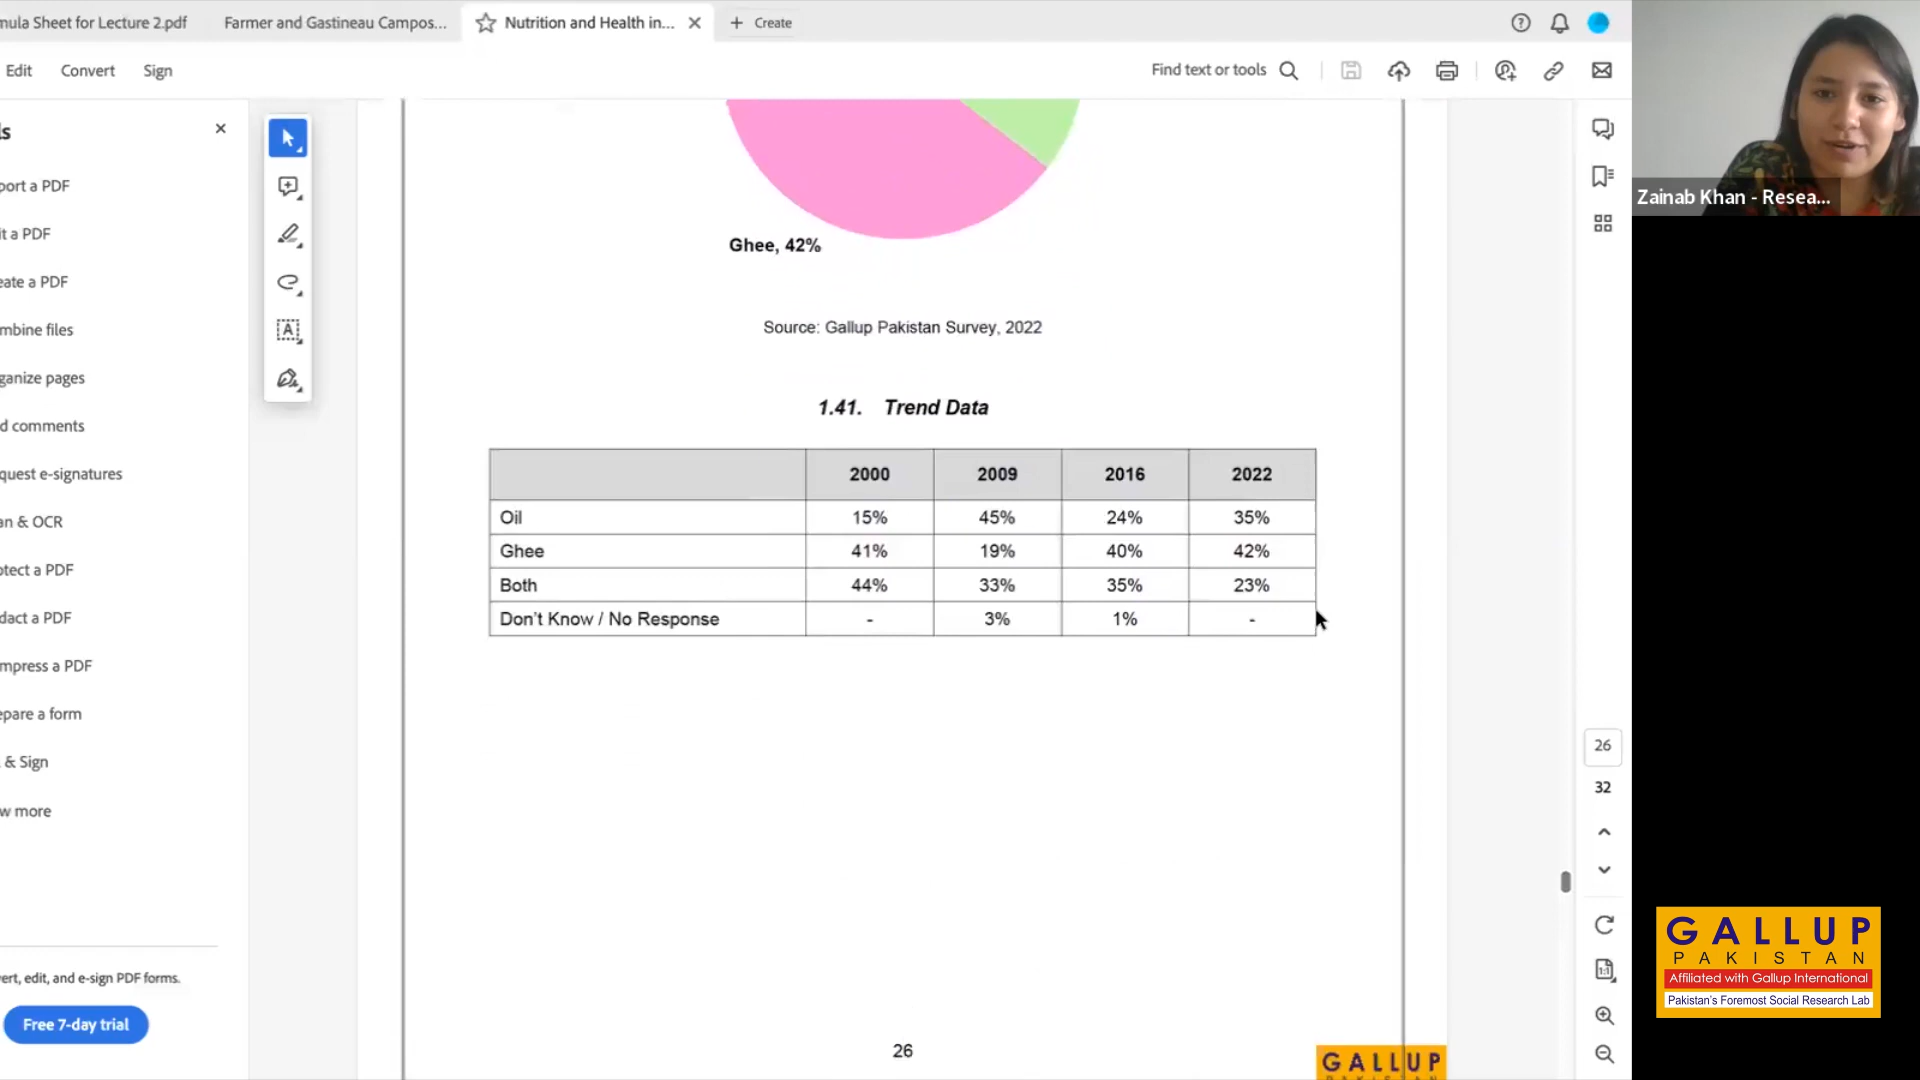 mula Sheet for Lecture 2.pdf
Farmer and Gastineau Campos...
Nutrition and Health in...
Create
Edit
Convert
Sign
Find text or tools
ls
port a PDF
it a PDF
eate a PDF
mbine files
ganize pages
d comments
quest e-signatures
an & OCR
otect a PDF
dact a PDF
mpress a PDF
epare a form
& Sign
w more
vert, edit, and e-sign PDF forms.
Free 7-day trial
Ghee, 42%
Source: Gallup Pakistan Survey, 2022
1.41. Trend Data
2000 2009 2016 2022
Oil 15% 45% 24% 35%
Ghee 41% 19% 40% 42%
Both 44% 33% 35% 23%
Don't Know / No Response - 3% 1% -
26
GALLUP
PAKISTAN
26
32
1:1
Zainab Khan - Resea...
GALLUP
PAKISTAN
Affiliated with Gallup International
Pakistan's Foremost Social Research Lab